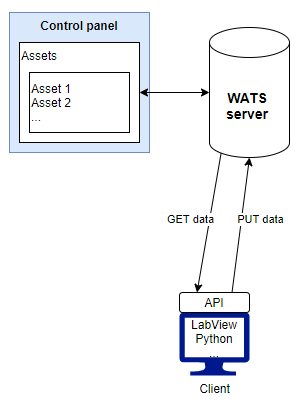 Control panel
Assets
Asset 1
Asset 2
...
WATS
server
GET data
PUT data
API
LabView
Python
...
Client